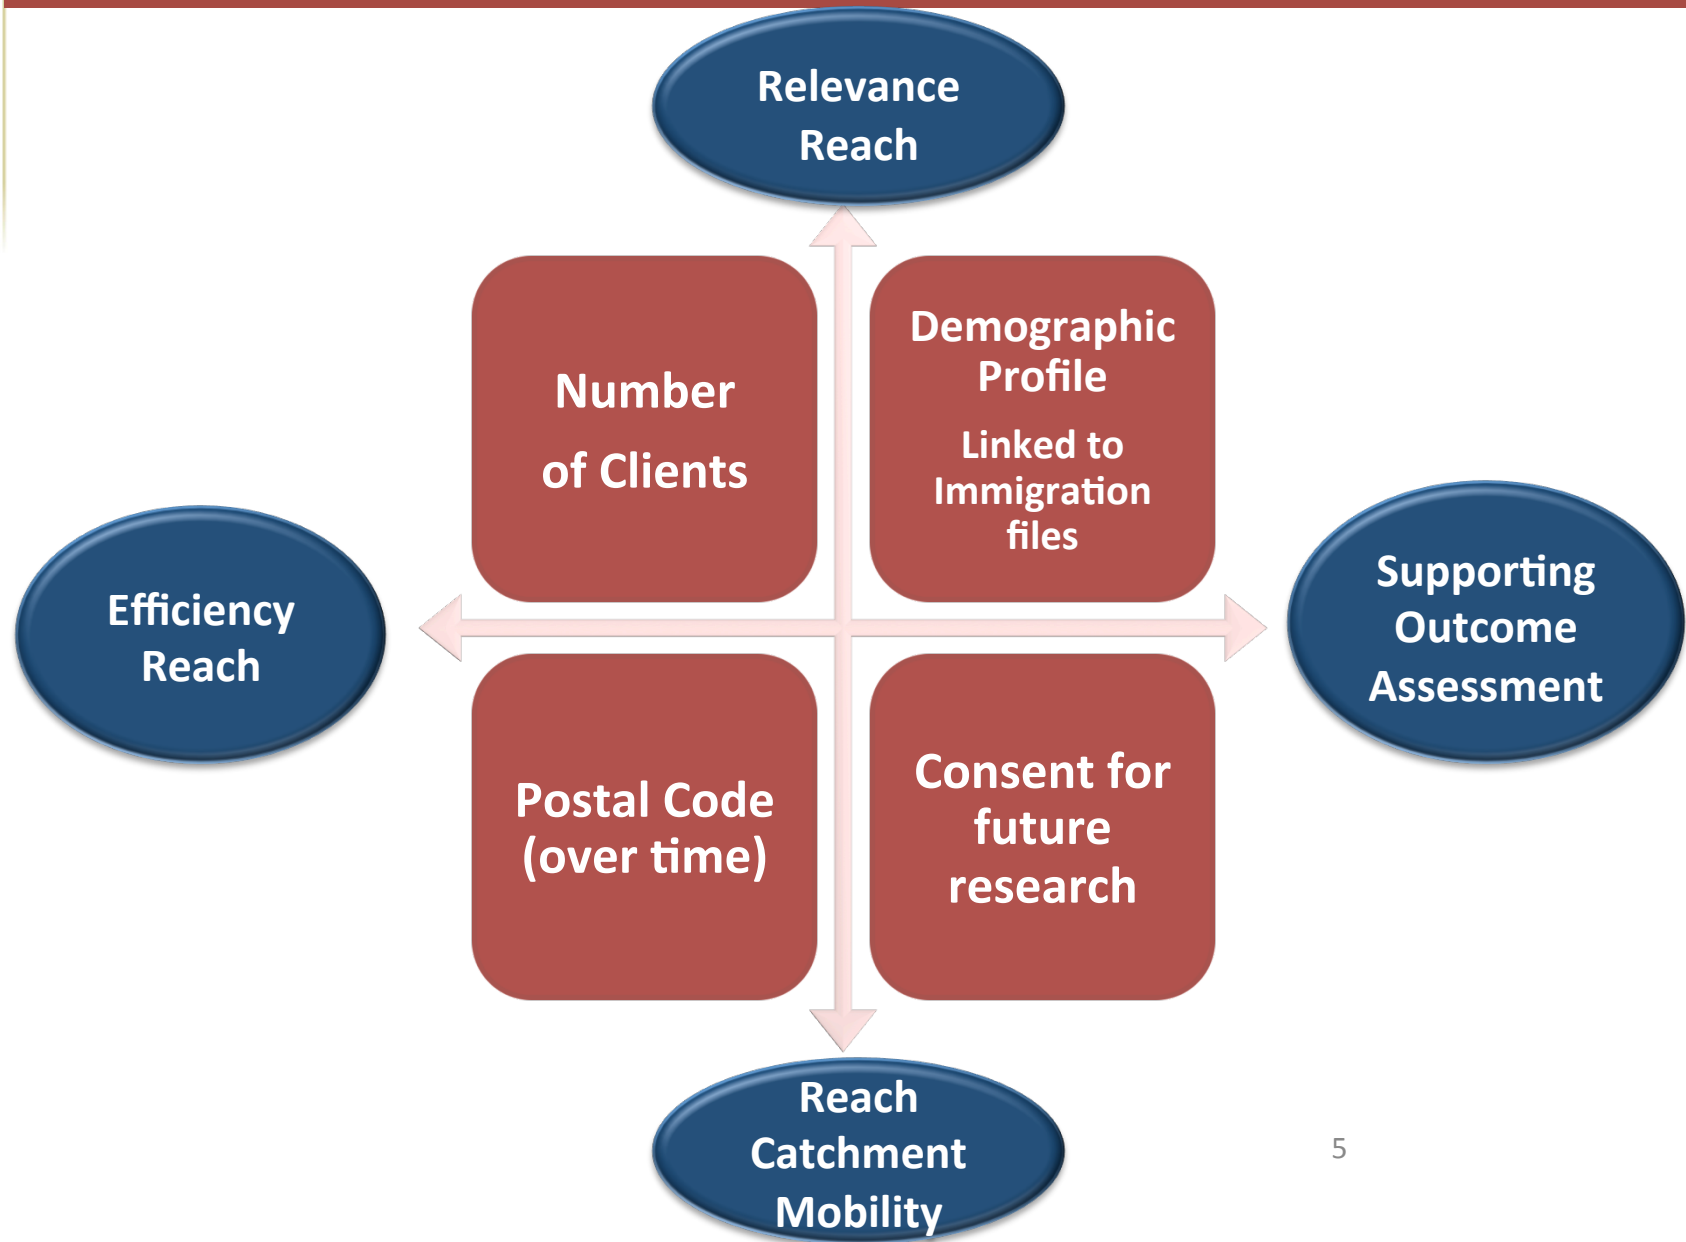 Relevance
Reach
Number
of Clients
Demographic
Profile
Linked to
Immigration
files
Efficiency
Reach
Supporting
Outcome
Assessment
Postal Code
(over time)
Consent for
future
research
Reach
Catchment
Mobility
5